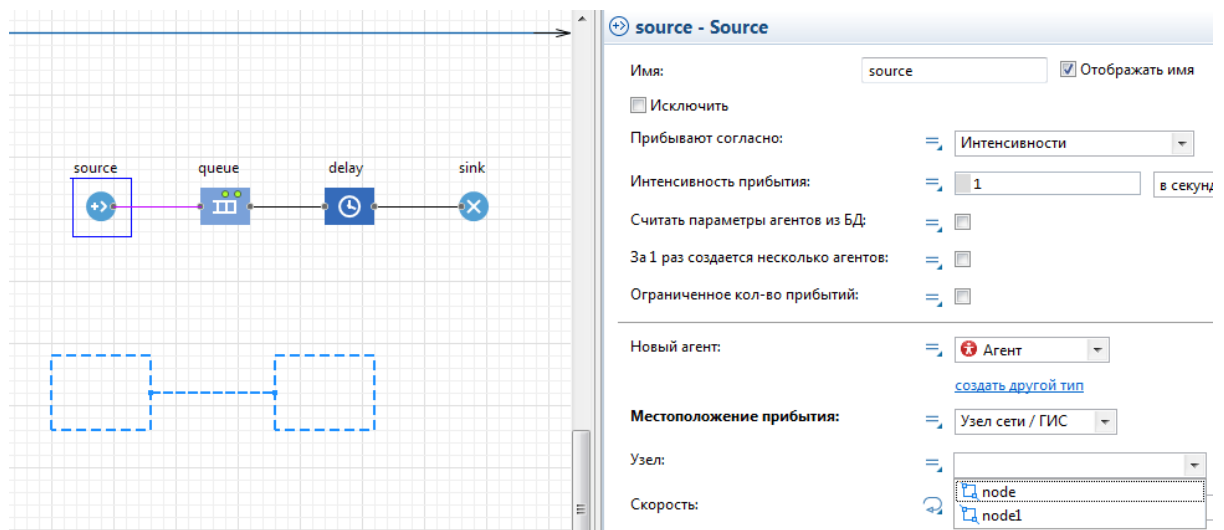 source - Source
Имя:
source
Отображать имя
Исключить
Прибывают согласно:
Интенсивности
Интенсивность прибытия:
1
в секунд
Считать параметры агентов из БД:
За 1 раз создается несколько агентов:
Ограниченное кол-во прибытий:
Новый агент:
Агент
создать другой тип
Местоположение прибытия:
Узел сети / ГИС
Узел:
node
node1
Скорость:
source
queue
delay
sink